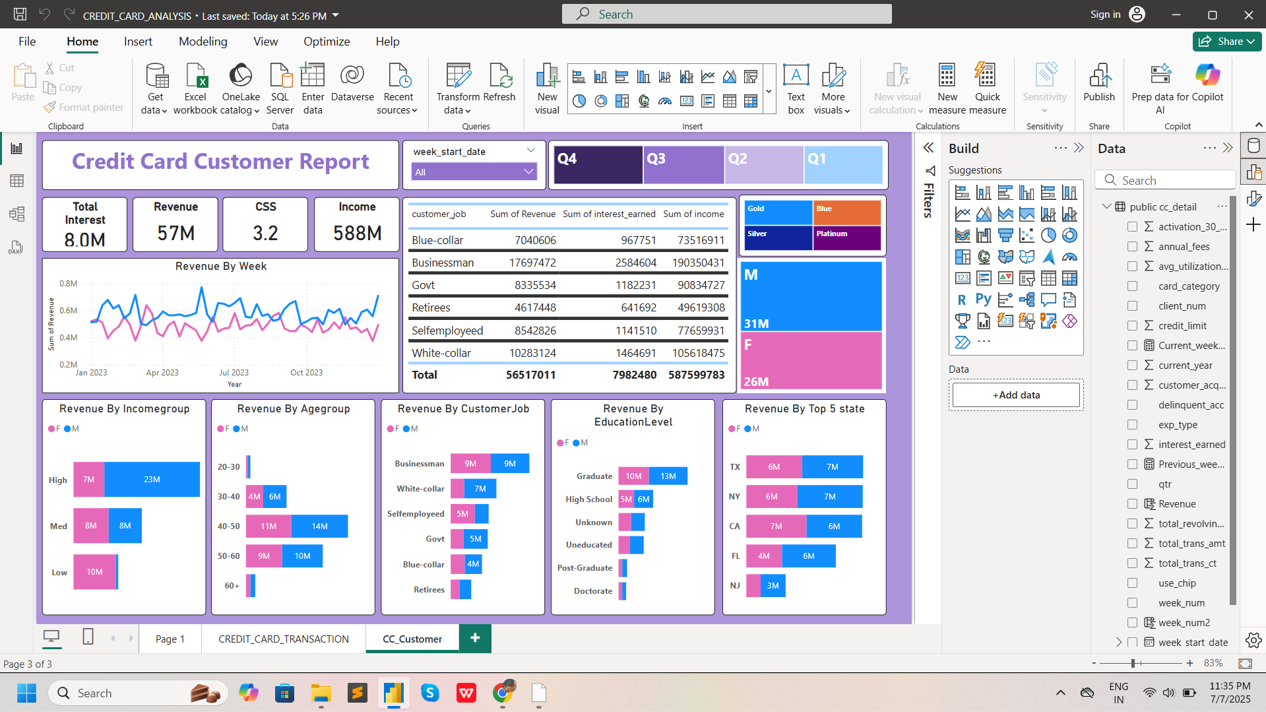 CREDIT_CARD_ANALYSIS • Last saved: Today at 5:26 PM
Search
Sign in
File Home Insert Modeling View Optimize Help
Share
Paste
Cut
Copy
Format painter
Clipboard
Get data
Excel workbook
OneLake catalog
SQL Server
Enter data
Dataverse
Recent sources
Data
Transform data
Refresh
Queries
New visual
Text box
More visuals
Insert
New visual calculation
New measure
Quick measure
Calculations
Sensitivity
Sensitivity
Publish
Share
Prep data for AI
Copilot
Copilot
Credit Card Customer Report
week_start_date
All
Q4 Q3 Q2 Q1
Total Interest
8.0M
Revenue
57M
CSS
3.2
Income
588M
customer_job Sum of Revenue Sum of interest_earned Sum of income
Blue-collar 7040606 967751 73516911
Businessman 17697472 2584604 190350431
Govt 8335534 1182231 90834727
Retirees 4617448 641692 49619308
Selfemployeed 8542826 1141510 77659931
White-collar 10283124 1464691 105618475
Total 56517011 7982480 587599783
Gold Blue
Silver Platinum
M
31M
F
26M
Revenue By Week
Sum of Revenue
0.8M
0.6M
0.4M
0.2M
Jan 2023 Apr 2023 Jul 2023 Oct 2023
Year
Revenue By Incomegroup
F M
High 7M 23M
Med 8M 8M
Low 10M
Revenue By Agegroup
F M
20-30
30-40 4M 6M
40-50 11M 14M
50-60 9M 10M
60+
Revenue By CustomerJob
F M
Businessman 9M 9M
White-collar 7M
Selfemployeed 5M
Govt 5M
Blue-collar 4M
Retirees
Revenue By
EducationLevel
F M
Graduate 10M 13M
High School 5M 6M
Unknown
Uneducated
Post-Graduate
Doctorate
Revenue By Top 5 state
F M
TX 6M 7M
NY 6M 7M
CA 7M 6M
FL 4M 6M
NJ 3M
Filters
Build
Suggestions
R Py
Data
+Add data
Data
Search
public cc_detail
activation_30_...
annual_fees
avg_utilization...
card_category
client_num
credit_limit
Current_week...
current_year
customer_acq...
delinquent_acc
exp_type
interest_earned
Previous_wee...
qtr
Revenue
total_revolvin...
total_trans_amt
total_trans_ct
use_chip
week_num
week_num2
week_start_date
Page 1 CREDIT_CARD_TRANSACTION CC_Customer +
Page 3 of 3
- + 83%
Search
ENG
IN
11:35 PM
7/7/2025